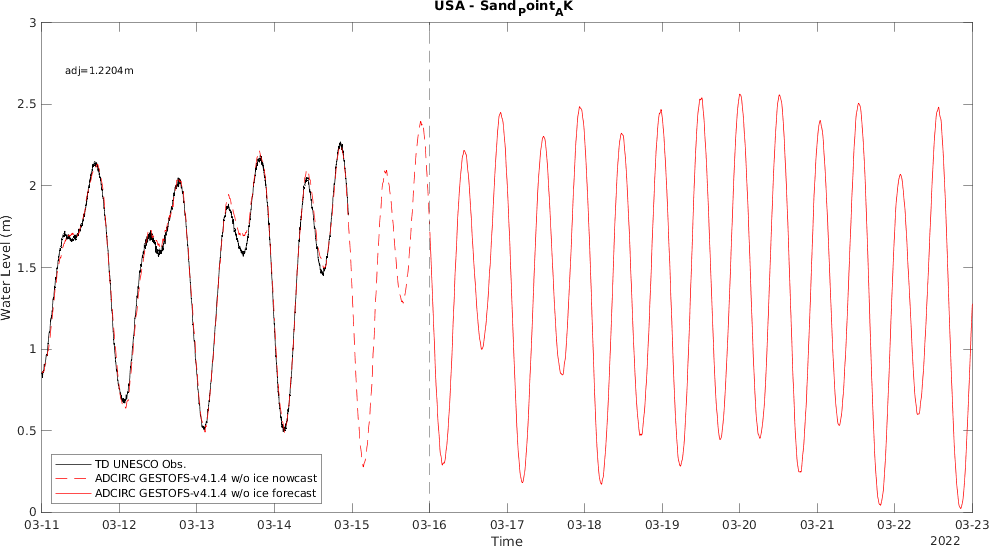 USA - Sand_Point_AK
adj=1.2204m
Water Level (m)
3
2.5
2
1.5
1
0.5
0
TD UNESCO Obs.
ADCIRC GESTOFS-v4.1.4 w/o ice nowcast
ADCIRC GESTOFS-v4.1.4 w/o ice forecast
03-11 03-12 03-13 03-14 03-15 03-16 03-17 03-18 03-19 03-20 03-21 03-22 03-23
Time
2022